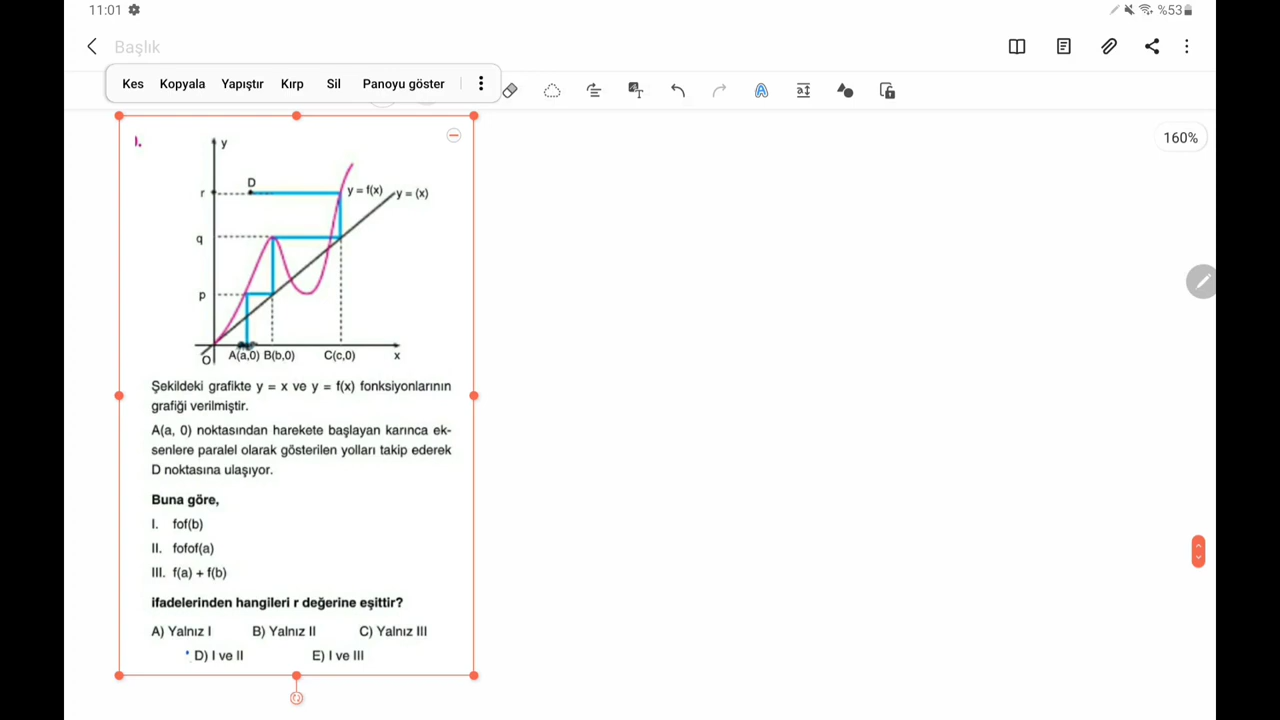 11:01
%53
Başlık
Kes Kopyala Yapıştır Kırp Sil Panoyu göster
160%
1.
y
r
D
y = f(x)
y = (x)
q
p
O
A(a,0) B(b,0) C(c,0) x
Şekildeki grafikte y = x ve y = f(x) fonksiyonlarının
grafiği verilmiştir.
A(a, 0) noktasından harekete başlayan karınca ek-
senlere paralel olarak gösterilen yolları takip ederek
D noktasına ulaşıyor.
Buna göre,
I. fof(b)
II. fofof(a)
III. f(a) + f(b)
ifadelerinden hangileri r değerine eşittir?
A) Yalnız I B) Yalnız II C) Yalnız III
D) I ve II E) I ve III